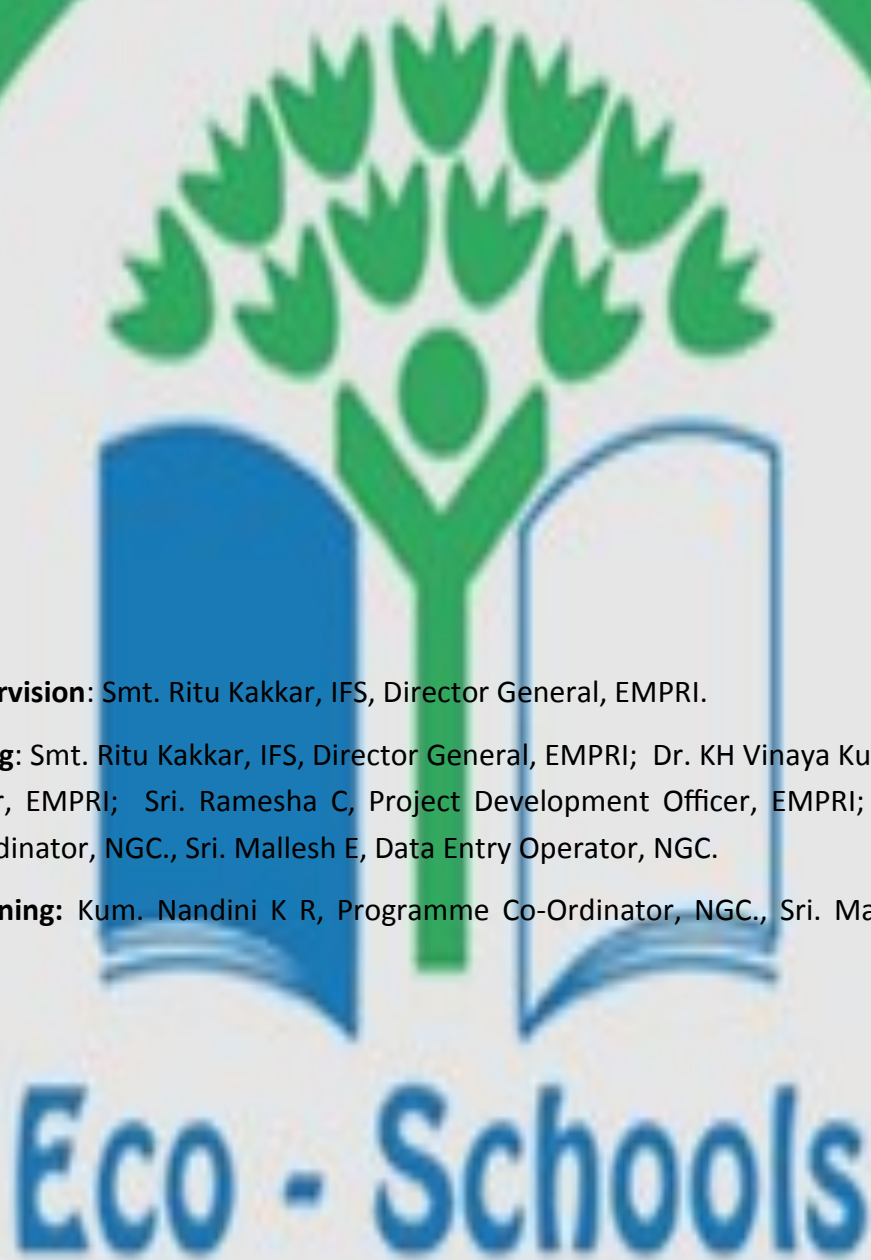 rvision: Smt. Ritu Kakkar, IFS, Director General, EMPRI.
g: Smt. Ritu Kakkar, IFS, Director General, EMPRI; Dr. KH Vinaya Ku
r, EMPRI; Sri. Ramesha C, Project Development Officer, EMPRI;
dinator, NGC., Sri. Mallesh E, Data Entry Operator, NGC.
ning: Kum. Nandini K R, Programme Co-Ordinator, NGC., Sri. Ma
Eco - Schools